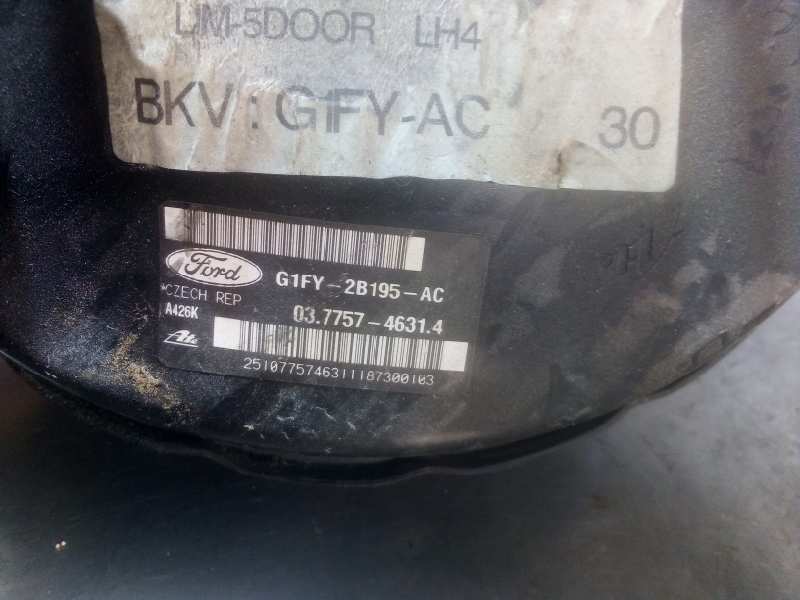 LIM-5DOOR LH4
BKV : G1FY-AC 30
Ford G1FY-2B195-AC
CZECH REP
A426K 03.7757-4631.4
Ate
2510775746311187300103